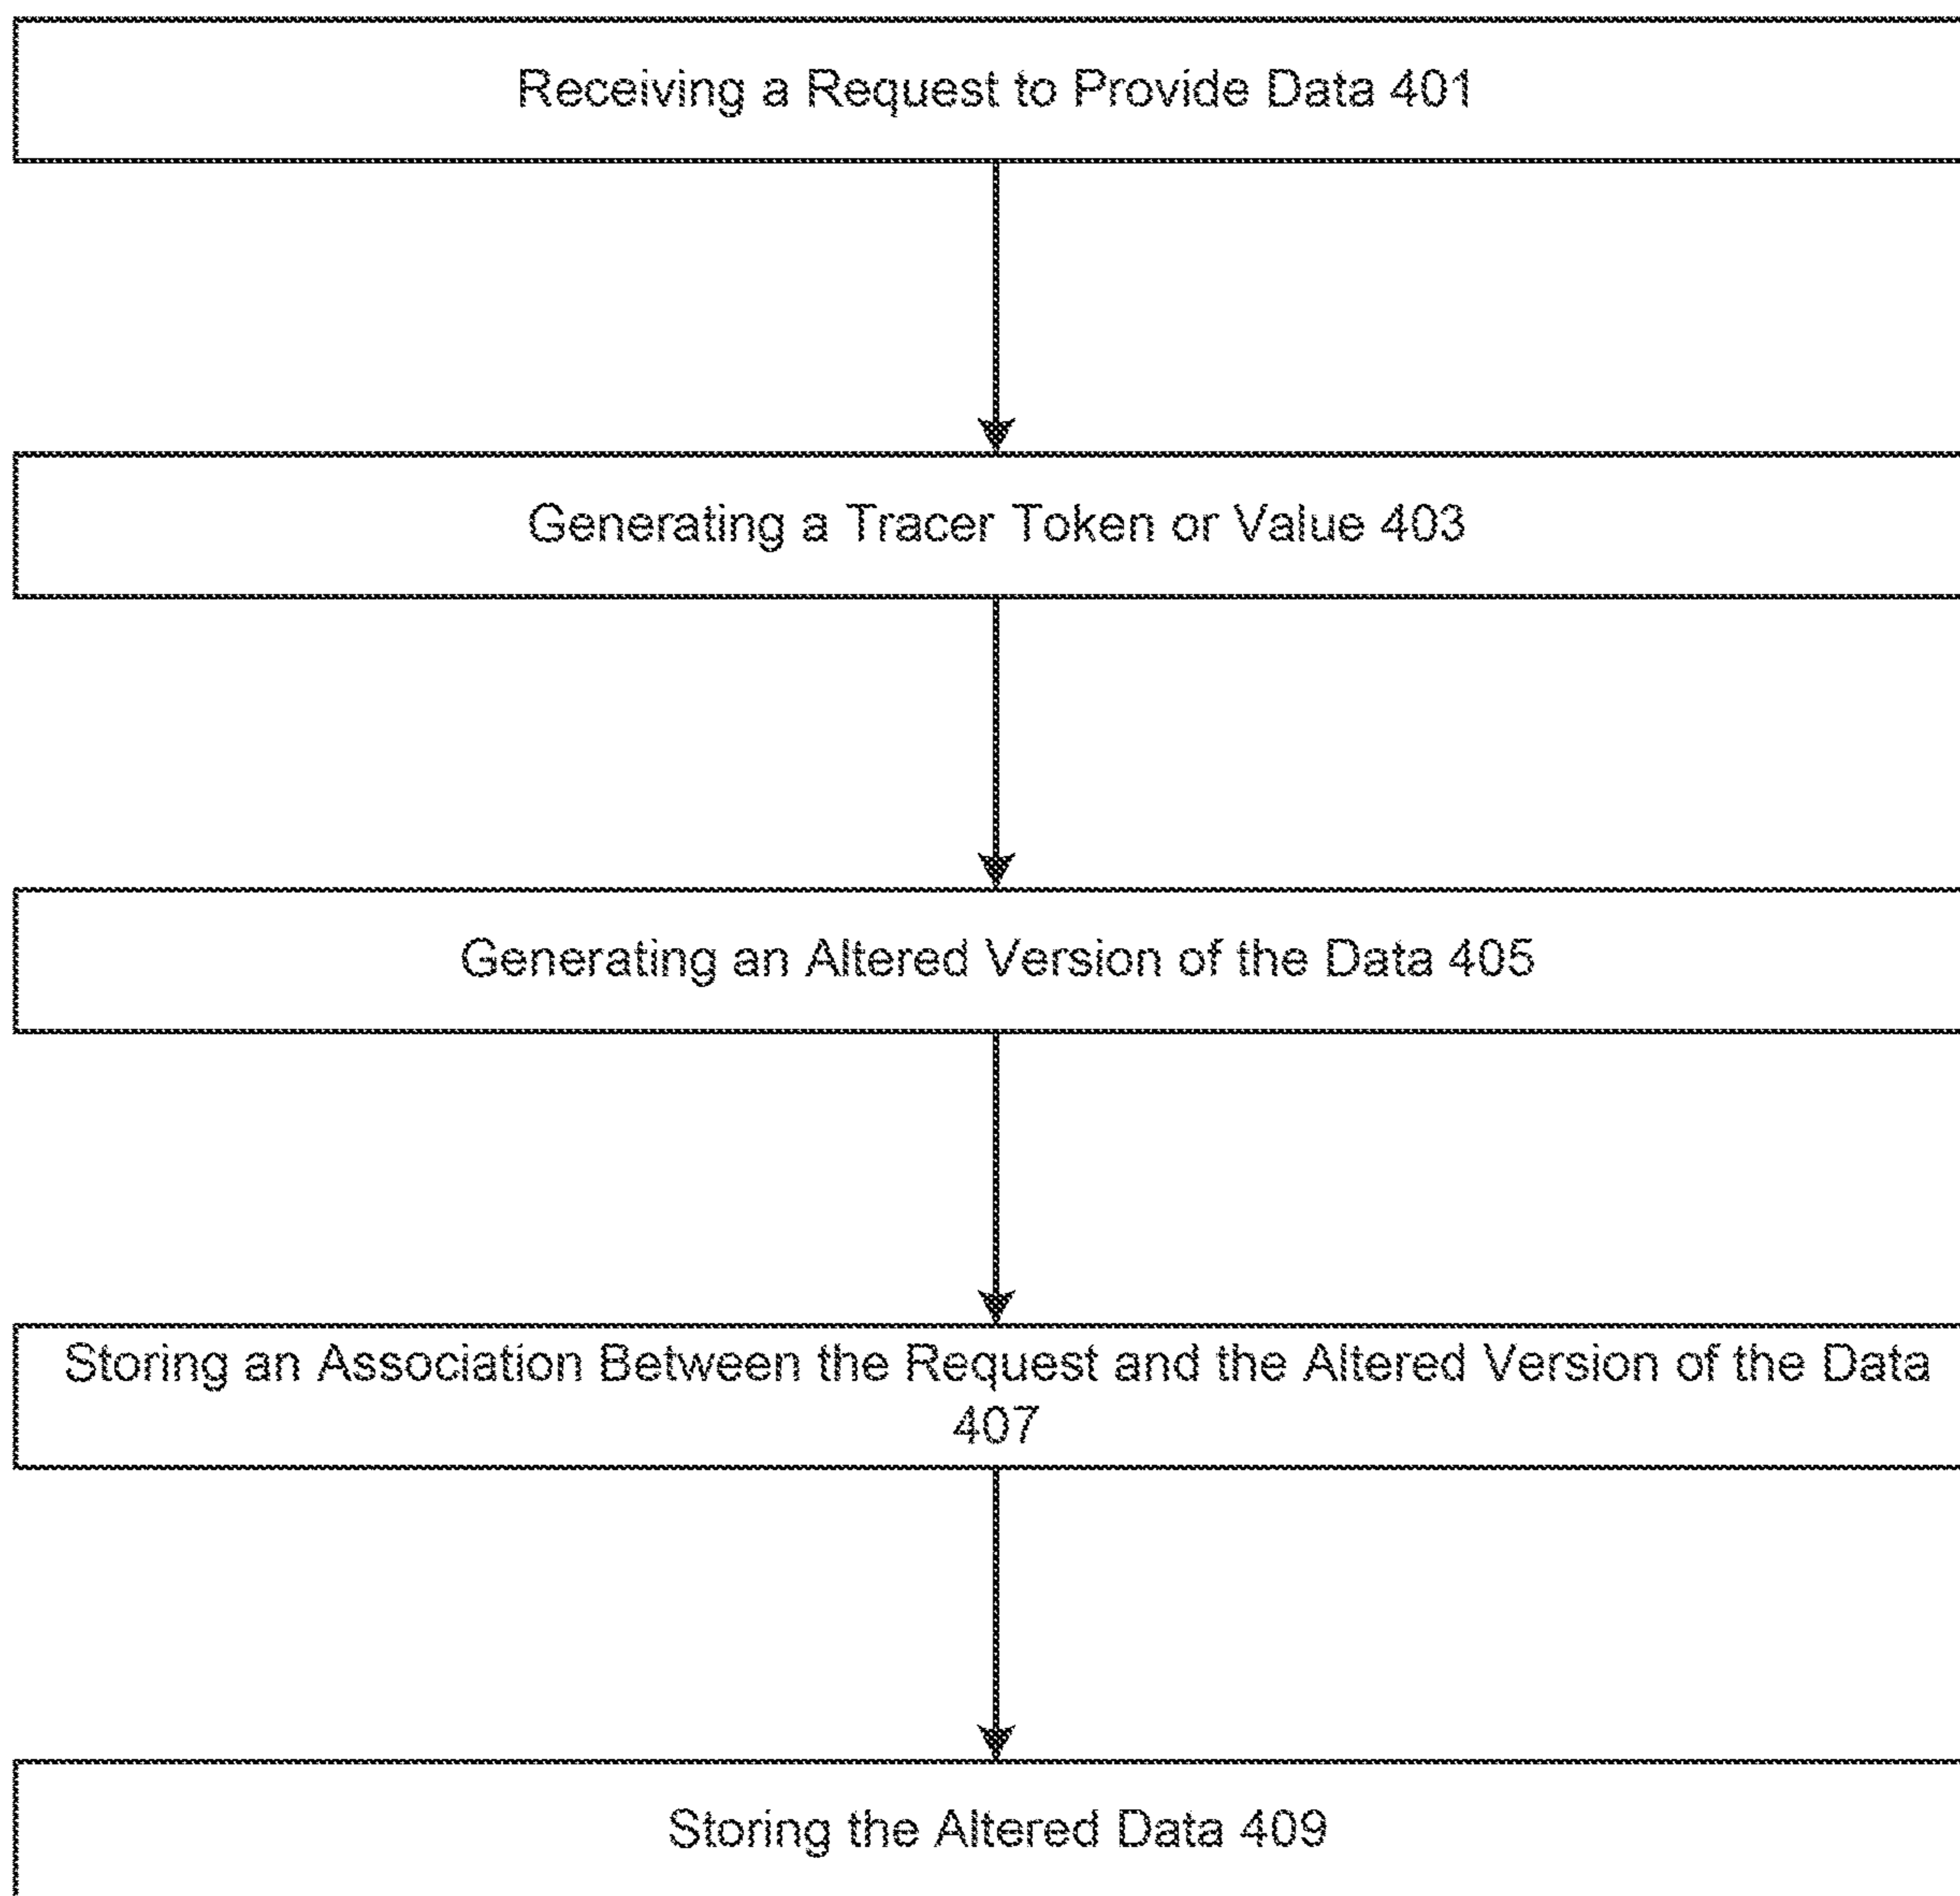 Receiving a Request to Provide Data 401
Generating a Tracer Token or Value 403
Generating an Altered Version of the Data 405
Storing an Association Between the Request and the Altered Version of the Data
407
Storing the Altered Data 409